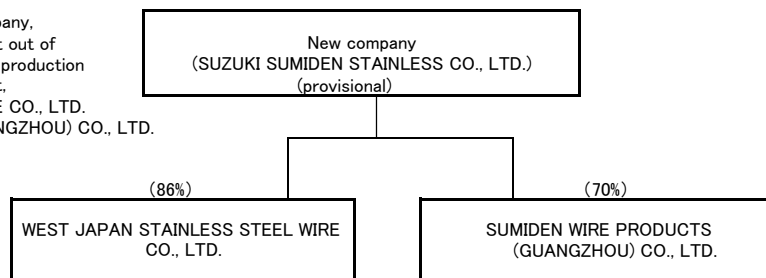 pany,
t out of
production
t,
E CO., LTD.
NGZHOU) CO., LTD.
New company
(SUZUKI SUMIDEN STAINLESS CO., LTD.)
(provisional)
(86%)
(70%)
WEST JAPAN STAINLESS STEEL WIRE
CO., LTD.
SUMIDEN WIRE PRODUCTS
(GUANGZHOU) CO., LTD.